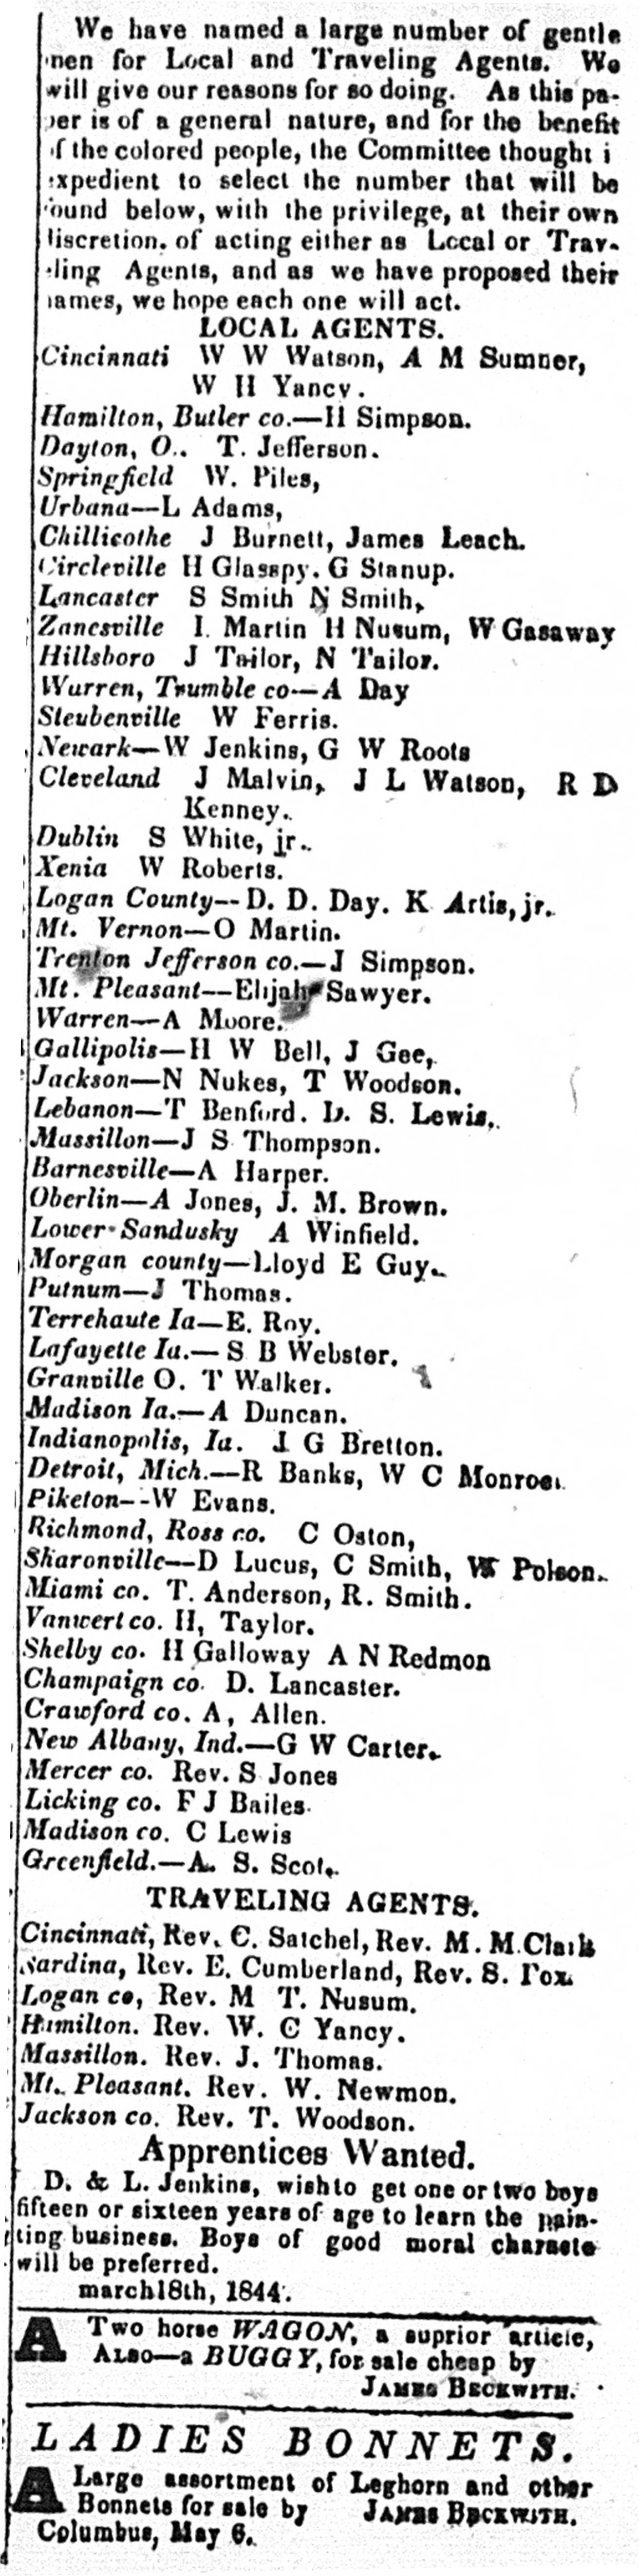 We have named a large number of gentle
men for Local and Traveling Agents. We
will give our reasons for so doing. As this pa-
per is of a general nature, and for the benefit
of the colored people, the Committee thought i
expedient to select the number that will be
found below, with the privilege, at their own
discretion, of acting either as Local or Trav-
eling Agents, and as we have proposed their
names, we hope each one will act.
LOCAL AGENTS.
Cincinnati W W Watson, A M Sumner,
W H Yancy.
Hamilton, Butler co.—H Simpson.
Dayton, O.. T. Jefferson.
Springfield W. Piles,
Urbana—L Adams,
Chillicothe J Burnett, James Leach.
Circleville H Glasspy. G Stanup.
Lancaster S Smith N Smith,
Zanesville I. Martin H Nusum, W Gasaway
Hillsboro J Tailor, N Tailor.
Warren, Trumble co—A Day
Steubenville W Ferris.
Newark—W Jenkins, G W Roots
Cleveland J Malvin, J L Watson, R D
Kenney.
Dublin S White, jr..
Xenia W Roberts.
Logan County--D. D. Day. K Artis, jr.
Mt. Vernon—O Martin.
Trenton Jefferson co.—J Simpson.
Mt. Pleasant—Elijah Sawyer.
Warren—A Moore.
Gallipolis—H W Bell, J Gee,
Jackson—N Nukes, T Woodson.
Lebanon—T Benford. D. S. Lewis,
Massillon—J S Thompson.
Barnesville—A Harper.
Oberlin—A Jones, J. M. Brown.
Lower-Sandusky A Winfield.
Morgan county—Lloyd E Guy.
Putnum—J Thomas.
Terrehaute Ia—E. Roy.
Lafayette Ia.—S B Webster.
Granville O. T Walker.
Madison Ia.—A Duncan.
Indianopolis, Ia. J G Bretton.
Detroit, Mich.—R Banks, W C Monroe.
Piketon--W Evans.
Richmond, Ross co. C Oston,
Sharonville—D Lucus, C Smith, W Polson.
Miami co. T. Anderson, R. Smith.
Vanwert co. H, Taylor.
Shelby co. H Galloway A N Redmon
Champaign co. D. Lancaster.
Crawford co. A, Allen.
New Albany, Ind.—G W Carter.
Mercer co. Rev. S Jones
Licking co. F J Bailes.
Madison co. C Lewis
Greenfield.—A. S. Scot,
TRAVELING AGENTS.
Cincinnati, Rev. C. Satchel, Rev. M. M. Clark
Sardina, Rev. E. Cumberland, Rev. S. Fox.
Logan co, Rev. M T. Nusum.
Hamilton. Rev. W. C Yancy.
Massillon. Rev. J. Thomas.
Mt. Pleasant. Rev. W. Newmon.
Jackson co. Rev. T. Woodson.
Apprentices Wanted.
D. & L. Jenkins, wish to get one or two boys
fifteen or sixteen years of age to learn the pain-
ting business. Boys of good moral characte
will be preferred.
march 18th, 1844.
A Two horse WAGON, a suprior article,
ALSO—a BUGGY, for sale cheap by
JAMES BECKWITH.
LADIES BONNETS.
A Large assortment of Leghorn and other
Bonnets for sale by JAMES BECKWITH.
Columbus, May 6.